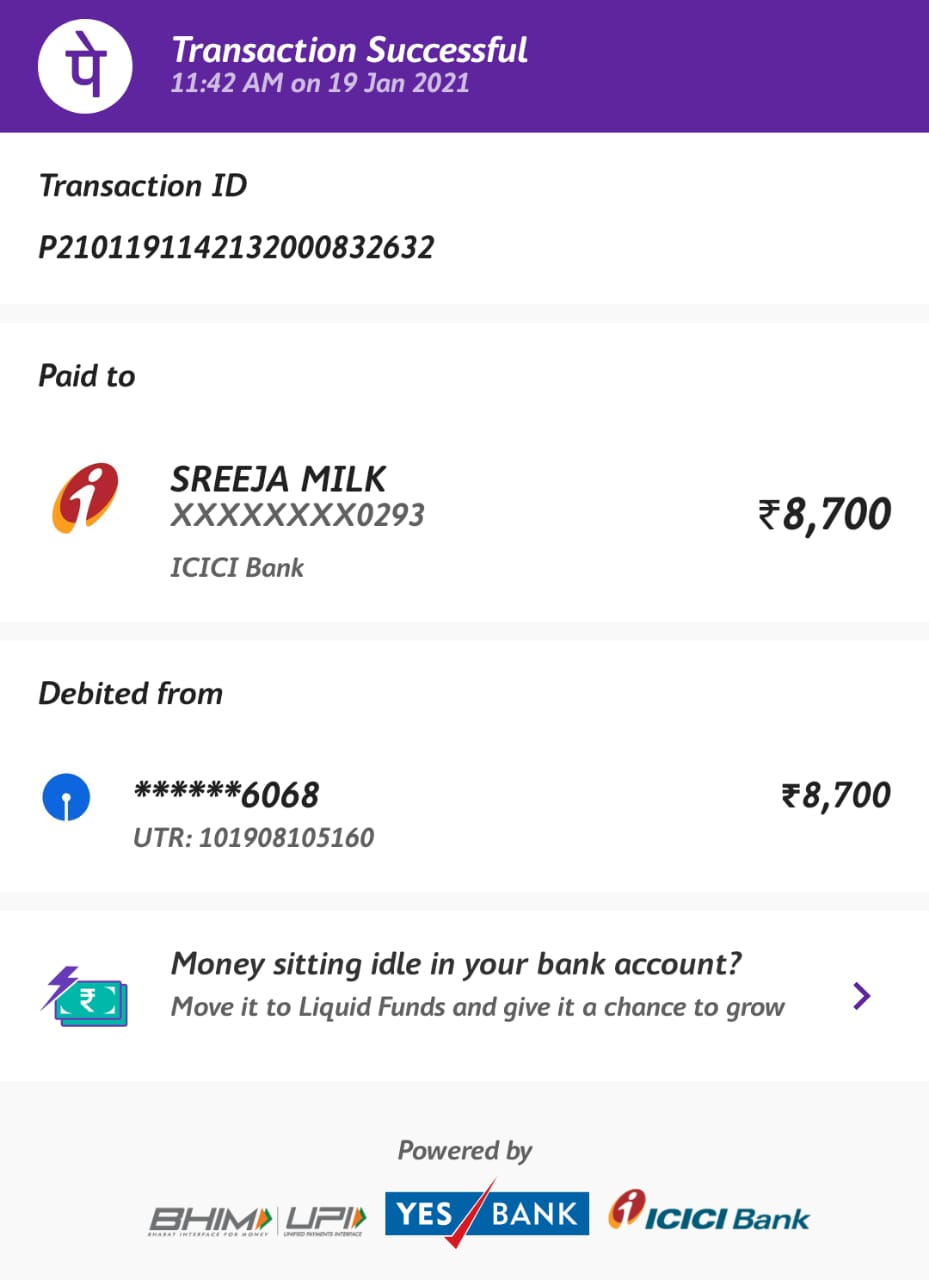 पे
Transaction Successful
11:42 AM on 19 Jan 2021
Transaction ID
P2101191142132000832632
Paid to
SREEJA MILK
XXXXXXXX0293
₹8,700
ICICI Bank
Debited from
******6068
₹8,700
UTR: 101908105160
Money sitting idle in your bank account?
₹
Move it to Liquid Funds and give it a chance to grow
Powered by
BHIM UPI
BHARAT INTERFACE FOR MONEY UNIFIED PAYMENTS INTERFACE
YES BANK
ICICI Bank